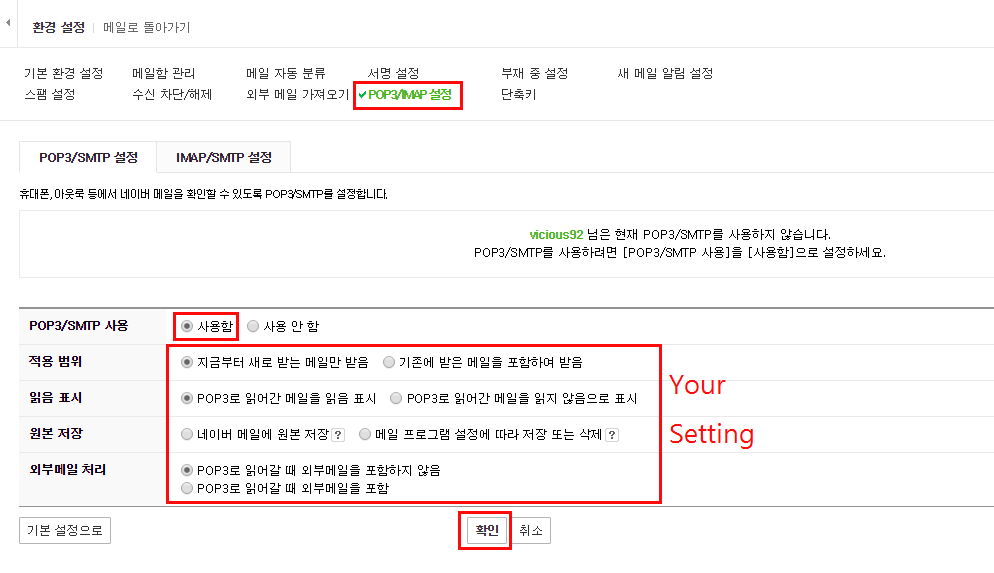 환경 설정 | 메일로 돌아가기
기본 환경 설정 메일함 관리 메일 자동 분류 서명 설정 부재 중 설정 새 메일 알림 설정
스팸 설정 수신 차단/해제 외부 메일 가져오기 POP3/IMAP 설정 단축키
POP3/SMTP 설정 IMAP/SMTP 설정
휴대폰, 아웃룩 등에서 네이버 메일을 확인할 수 있도록 POP3/SMTP를 설정합니다.
vicious92 님은 현재 POP3/SMTP를 사용하지 않습니다.
POP3/SMTP를 사용하려면 [POP3/SMTP 사용]을 [사용함]으로 설정하세요.
POP3/SMTP 사용 사용함 사용 안 함
적용 범위 지금부터 새로 받는 메일만 받음 기존에 받은 메일을 포함하여 받음
Your
읽음 표시 POP3로 읽어간 메일을 읽음 표시 POP3로 읽어간 메일을 읽지 않음으로 표시
원본 저장 네이버 메일에 원본 저장 ? 메일 프로그램 설정에 따라 저장 또는 삭제 ?
Setting
외부메일 처리 POP3로 읽어갈 때 외부메일을 포함하지 않음
POP3로 읽어갈 때 외부메일을 포함
기본 설정으로 확인 취소